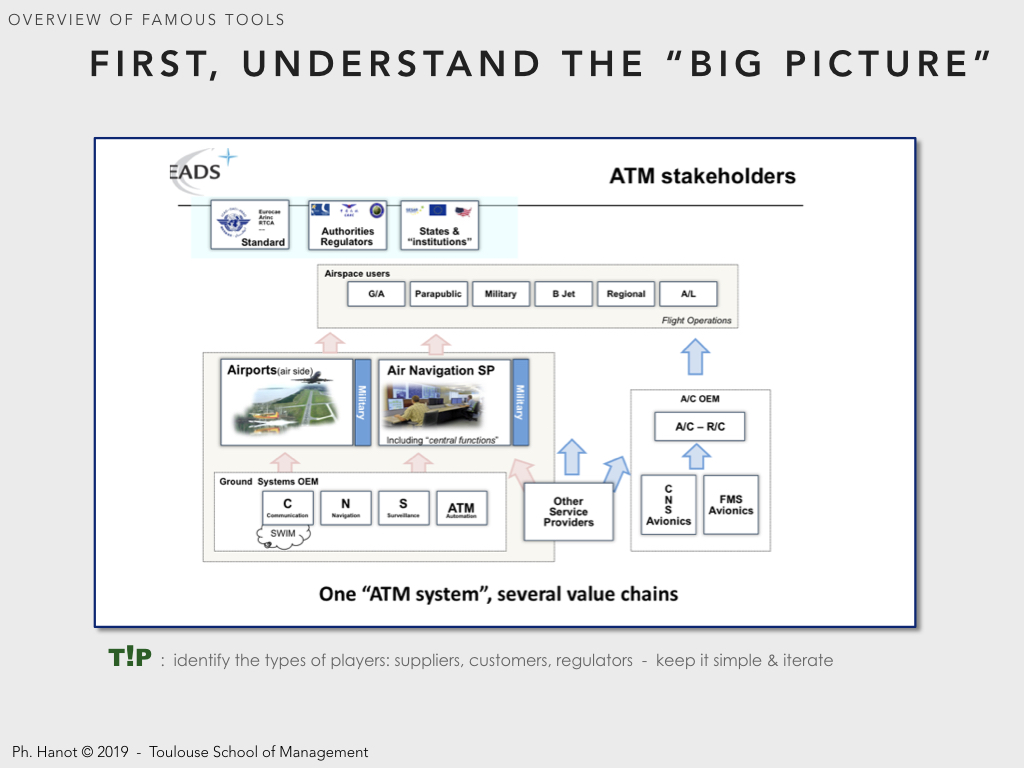 OVERVIEW OF FAMOUS TOOLS
FIRST, UNDERSTAND THE “BIG PICTURE”
EADS
ATM stakeholders
Eurocae
Arinc
RTCA
...
Standard
Authorities
Regulators
States &
“institutions”
Airspace users
G/A
Parapublic
Military
B Jet
Regional
A/L
Flight Operations
Airports(air side)
Military
Air Navigation SP
Including “central functions”
Military
A/C OEM
A/C – R/C
C
N
S
Avionics
FMS
Avionics
Ground Systems OEM
C
Communication
N
Navigation
S
Surveillance
ATM
Automation
SWIM
Other
Service
Providers
One “ATM system”, several value chains
T!P : identify the types of players: suppliers, customers, regulators - keep it simple & iterate
Ph. Hanot © 2019 - Toulouse School of Management